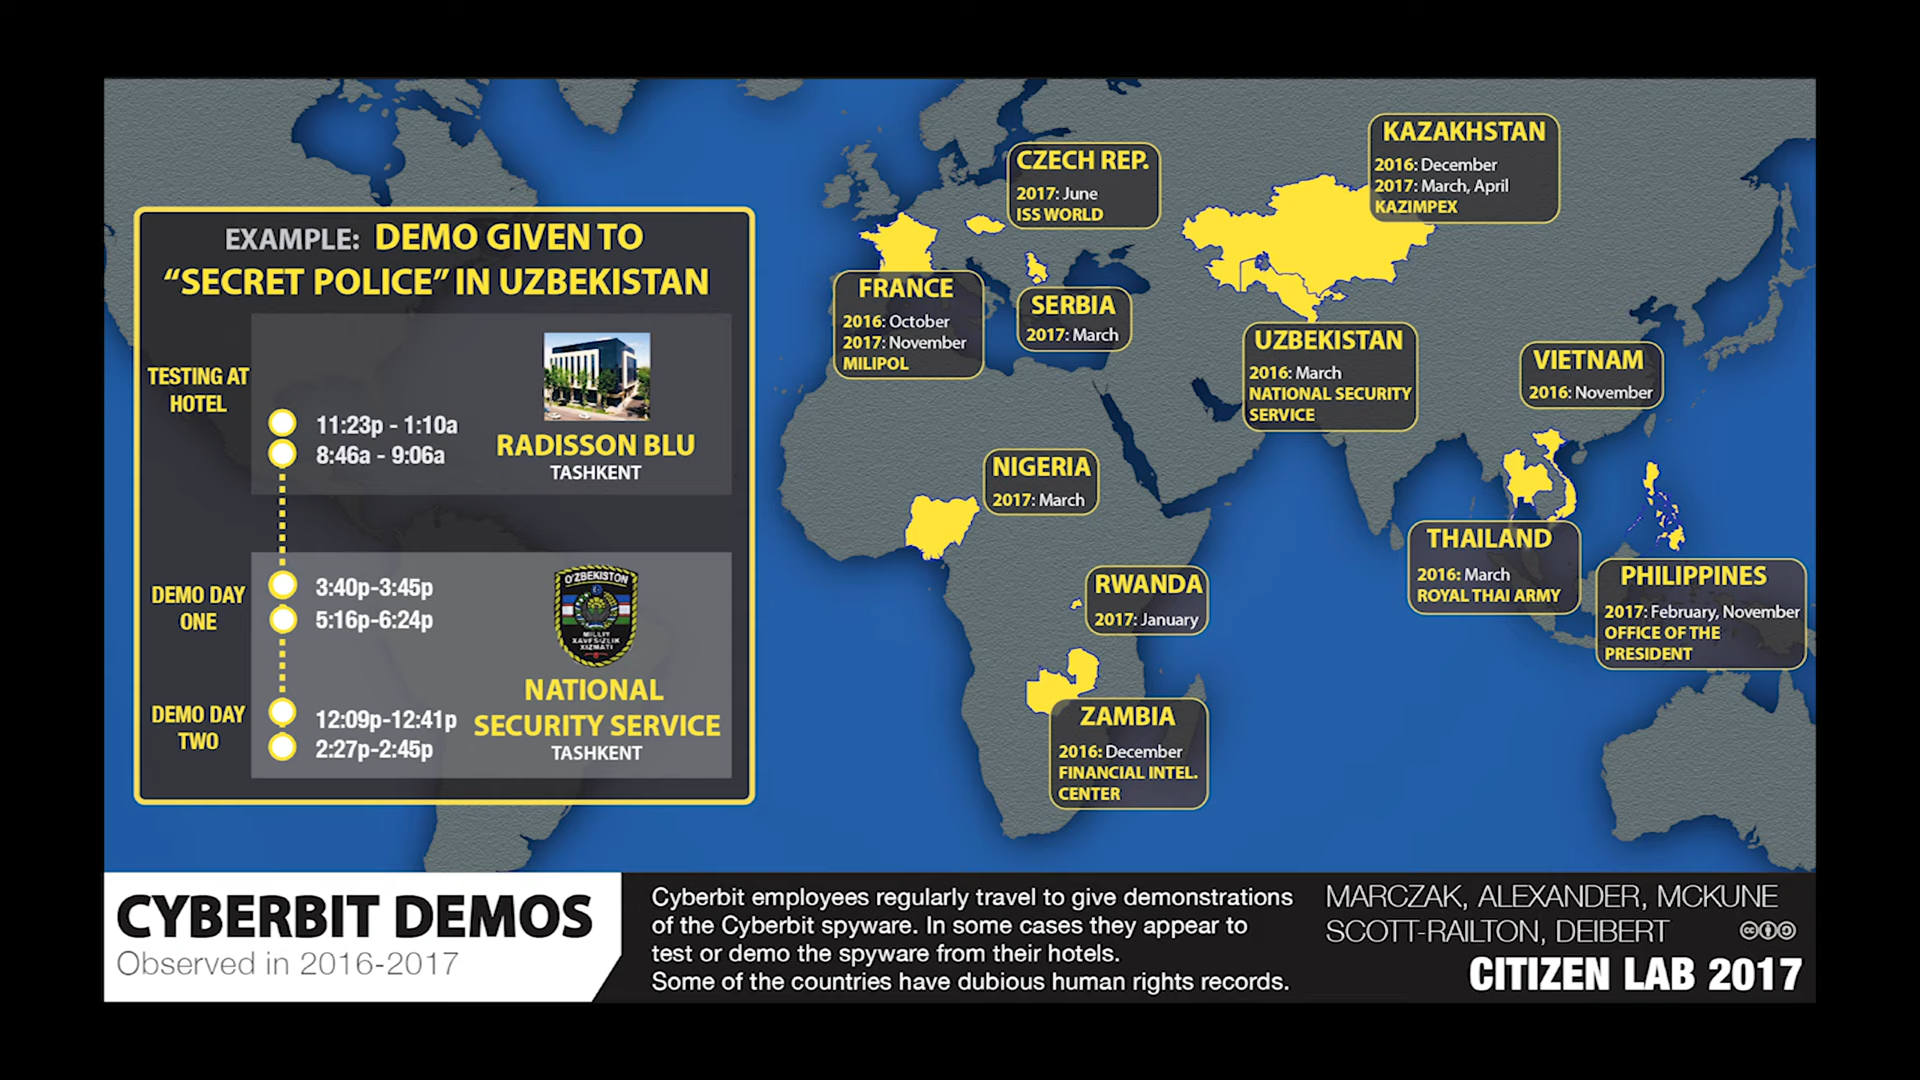 EXAMPLE: DEMO GIVEN TO
“SECRET POLICE” IN UZBEKISTAN
TESTING AT
HOTEL
11:23p - 1:10a
8:46a - 9:06a
RADISSON BLU
TASHKENT
DEMO DAY
ONE
3:40p-3:45p
5:16p-6:24p
O'ZBEKISTON
MILLIY
XAVFSIZLIK
XIZMATI
DEMO DAY
TWO
12:09p-12:41p
2:27p-2:45p
NATIONAL
SECURITY SERVICE
TASHKENT
CZECH REP.
2017: June
ISS WORLD
KAZAKHSTAN
2016: December
2017: March, April
KAZIMPEX
FRANCE
2016: October
2017: November
MILIPOL
SERBIA
2017: March
UZBEKISTAN
2016: March
NATIONAL SECURITY
SERVICE
VIETNAM
2016: November
NIGERIA
2017: March
THAILAND
2016: March
ROYAL THAI ARMY
PHILIPPINES
2017: February, November
OFFICE OF THE
PRESIDENT
RWANDA
2017: January
ZAMBIA
2016: December
FINANCIAL INTEL.
CENTER
CYBERBIT DEMOS
Observed in 2016-2017
Cyberbit employees regularly travel to give demonstrations
of the Cyberbit spyware. In some cases they appear to
test or demo the spyware from their hotels.
Some of the countries have dubious human rights records.
MARCZAK, ALEXANDER, MCKUNE
SCOTT-RAILTON, DEIBERT
CITIZEN LAB 2017